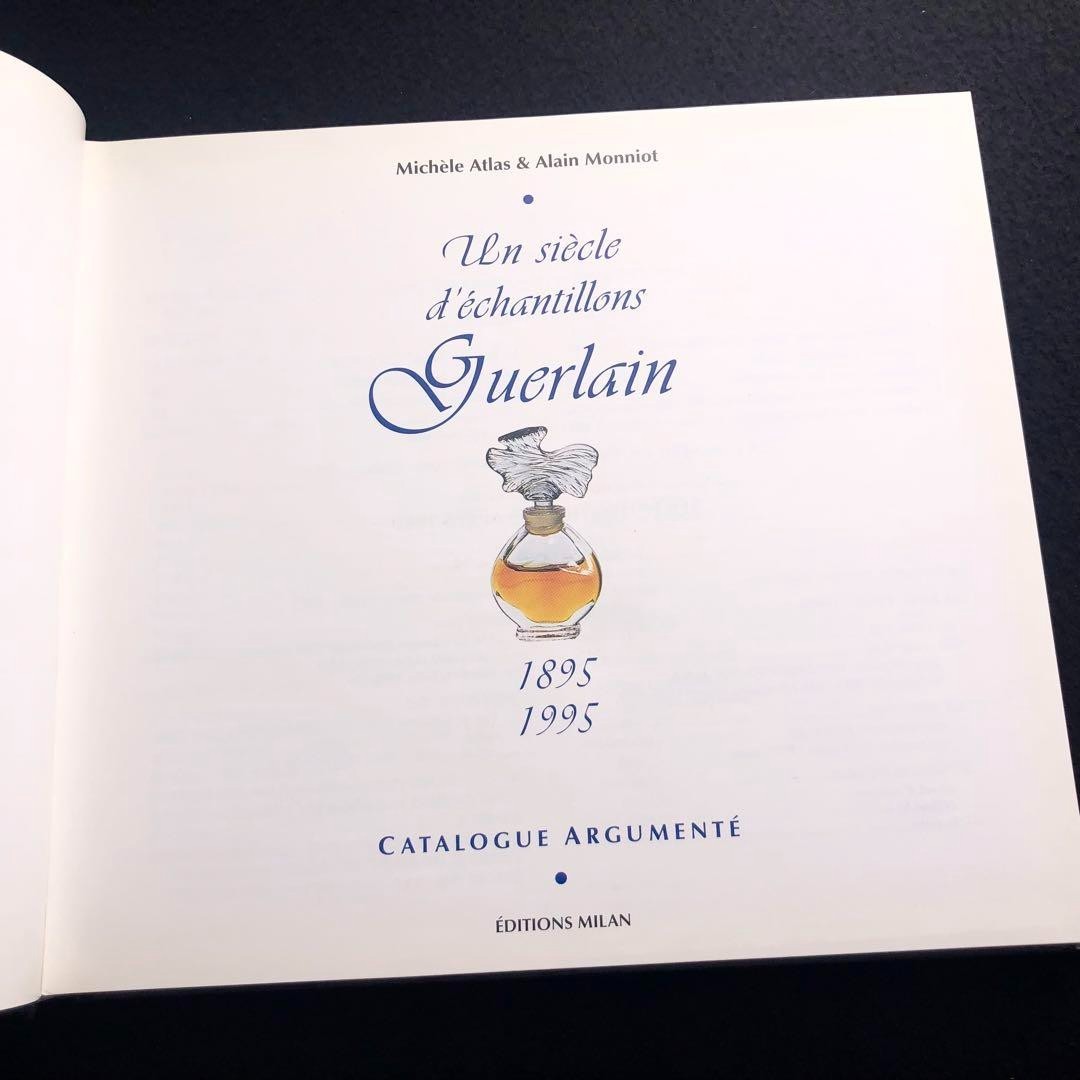 Michèle Atlas & Alain Monniot
Un siècle
d'échantillons
Guerlain
1895
1995
CATALOGUE ARGUMENTÉ
ÉDITIONS MILAN